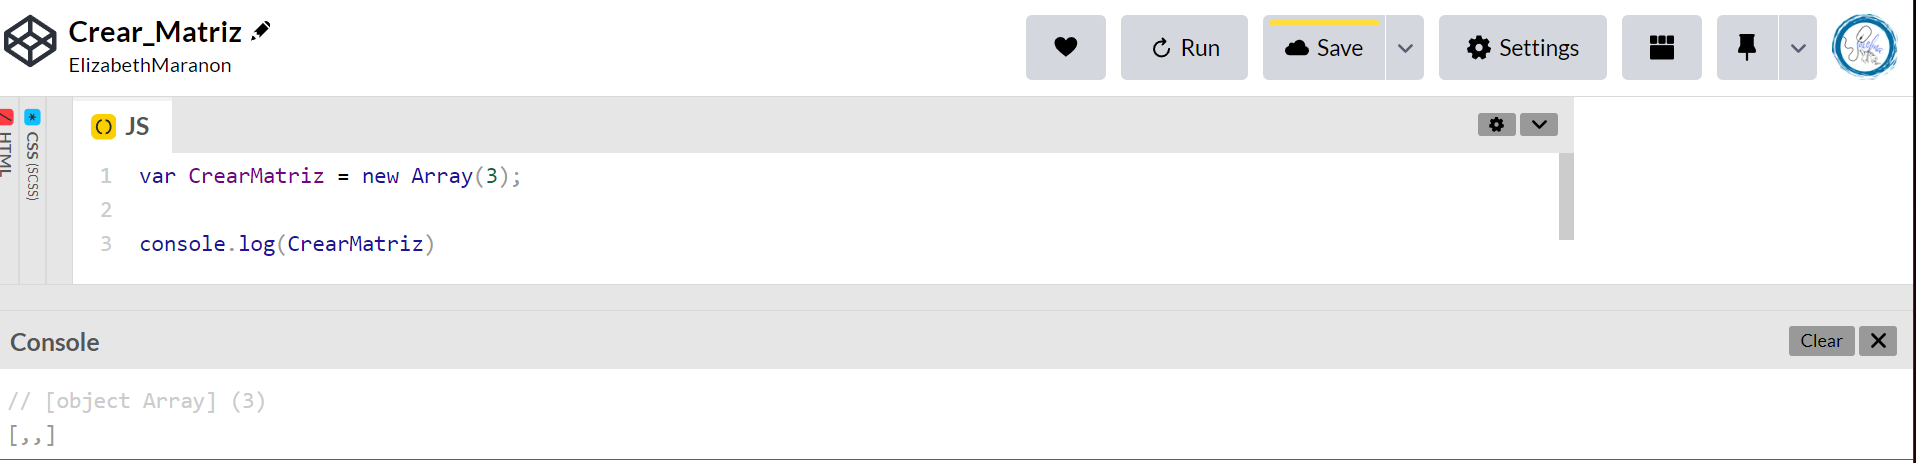 Crear_Matriz
ElizabethMaranon
Run
Save
Settings
HTML
CSS (SCSS)
JS
1 var CrearMatriz = new Array(3);
2
3 console.log(CrearMatriz)
Console
Clear
// [object Array] (3)
[,,]